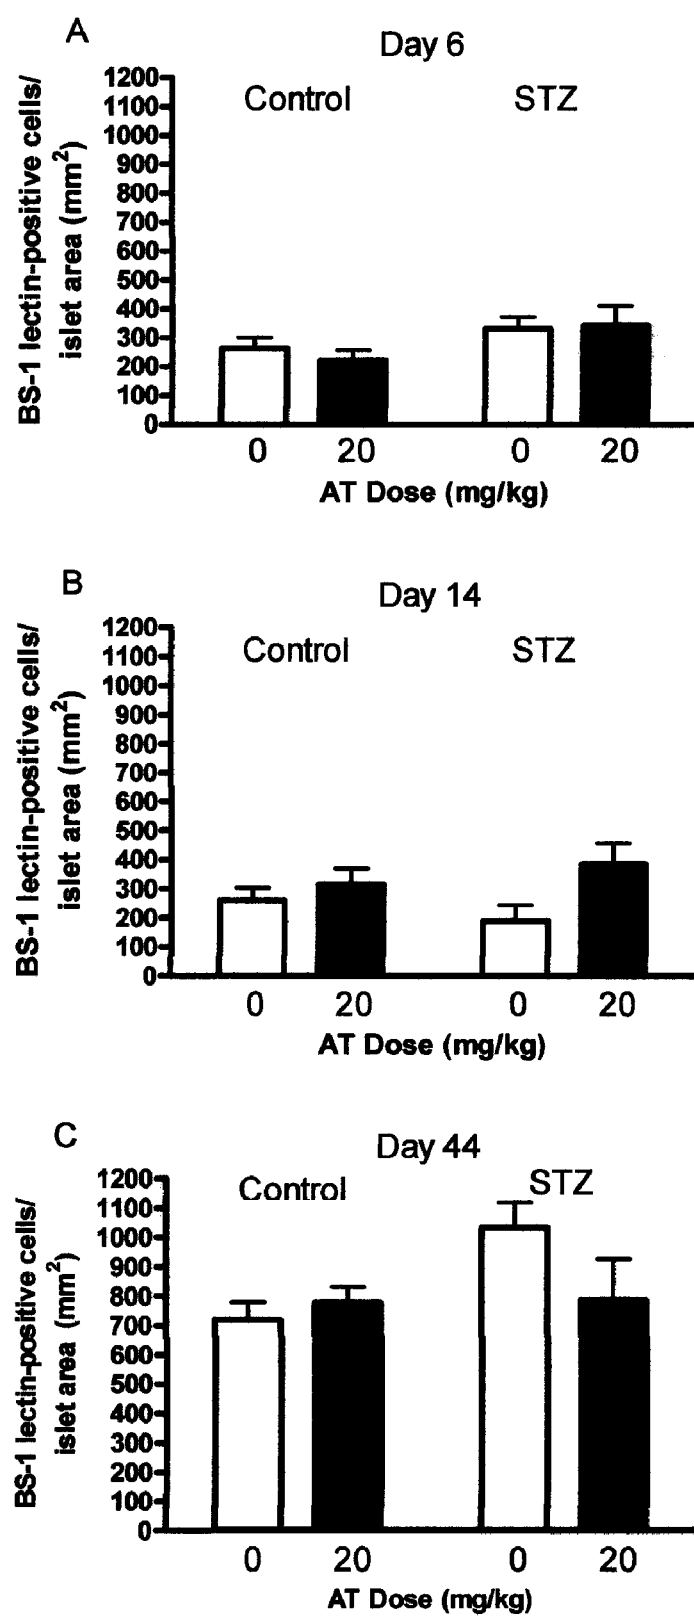 A
Day 6
BS-1 lectin-positive cells/
islet area (mm²)
1200
1100
1000
900
800
700
600
500
400
300
200
100
0
Control
STZ
0 20 0 20
AT Dose (mg/kg)
B
Day 14
BS-1 lectin-positive cells/
islet area (mm²)
1200
1100
1000
900
800
700
600
500
400
300
200
100
0
Control
STZ
0 20 0 20
AT Dose (mg/kg)
C
Day 44
BS-1 lectin-positive cells/
islet area (mm²)
1200
1100
1000
900
800
700
600
500
400
300
200
100
0
Control
STZ
0 20 0 20
AT Dose (mg/kg)